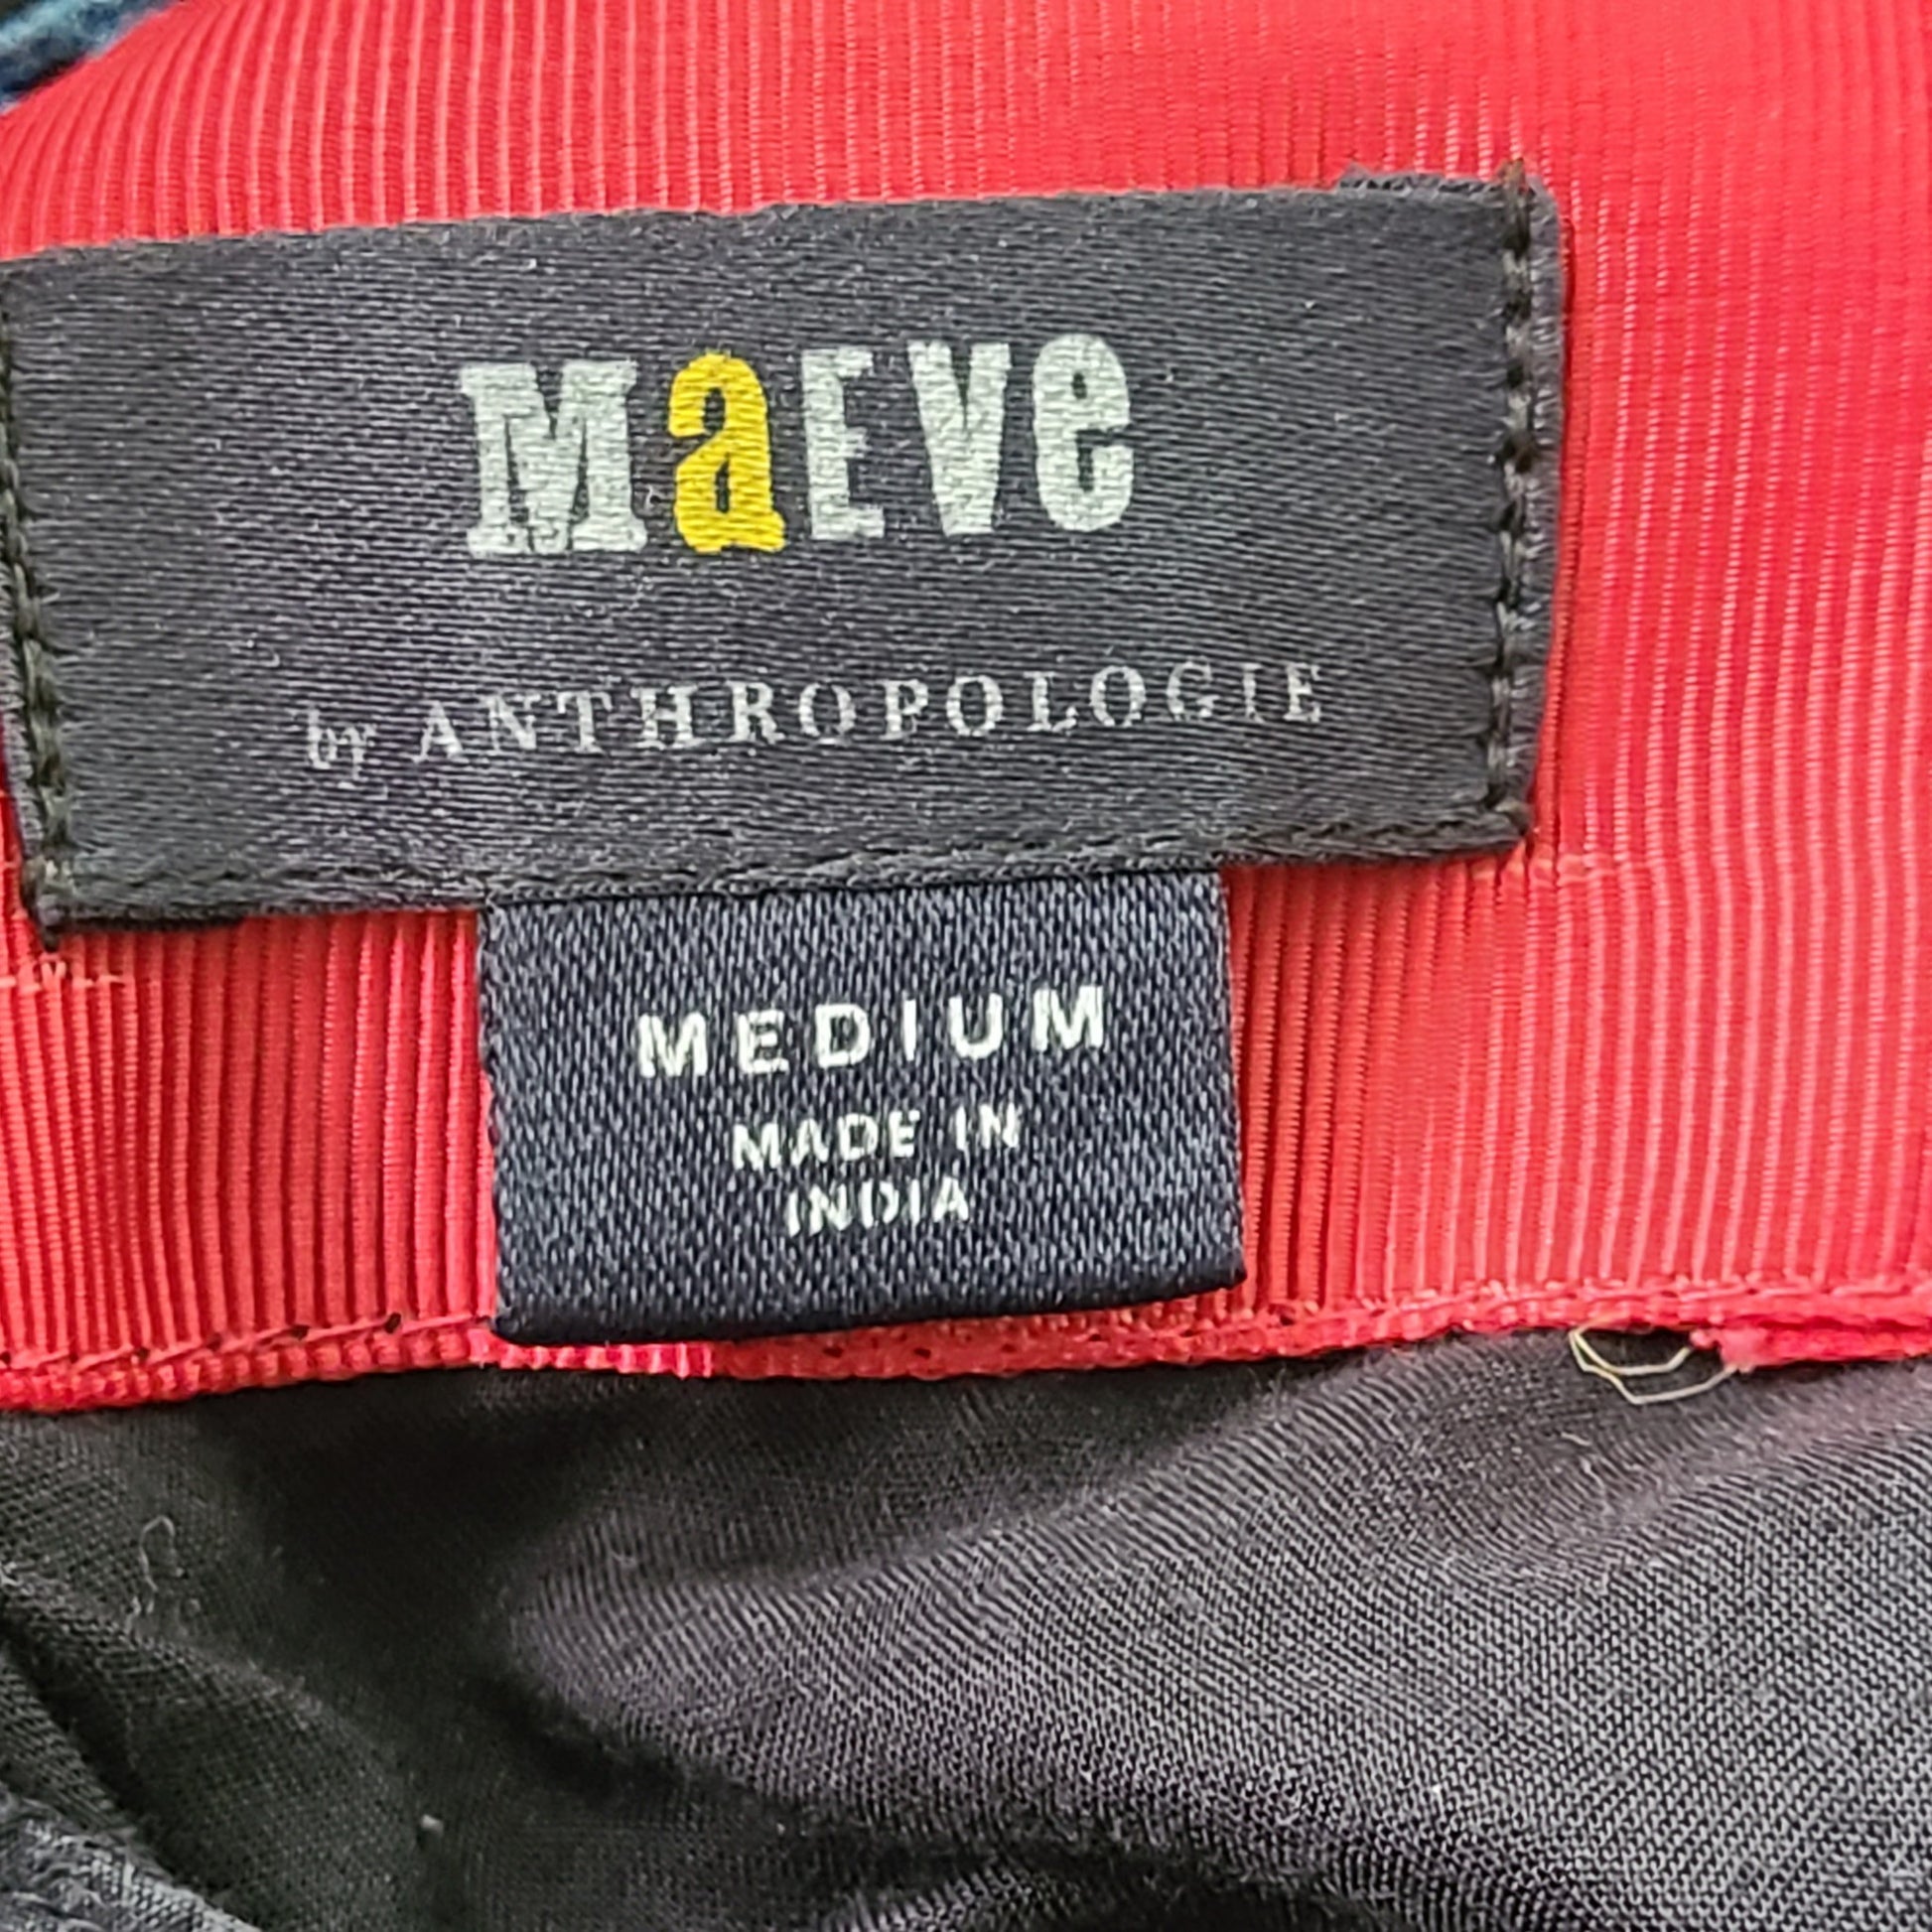 MaEVe
by ANTHROPOLOGIE
MEDIUM
MADE IN
INDIA